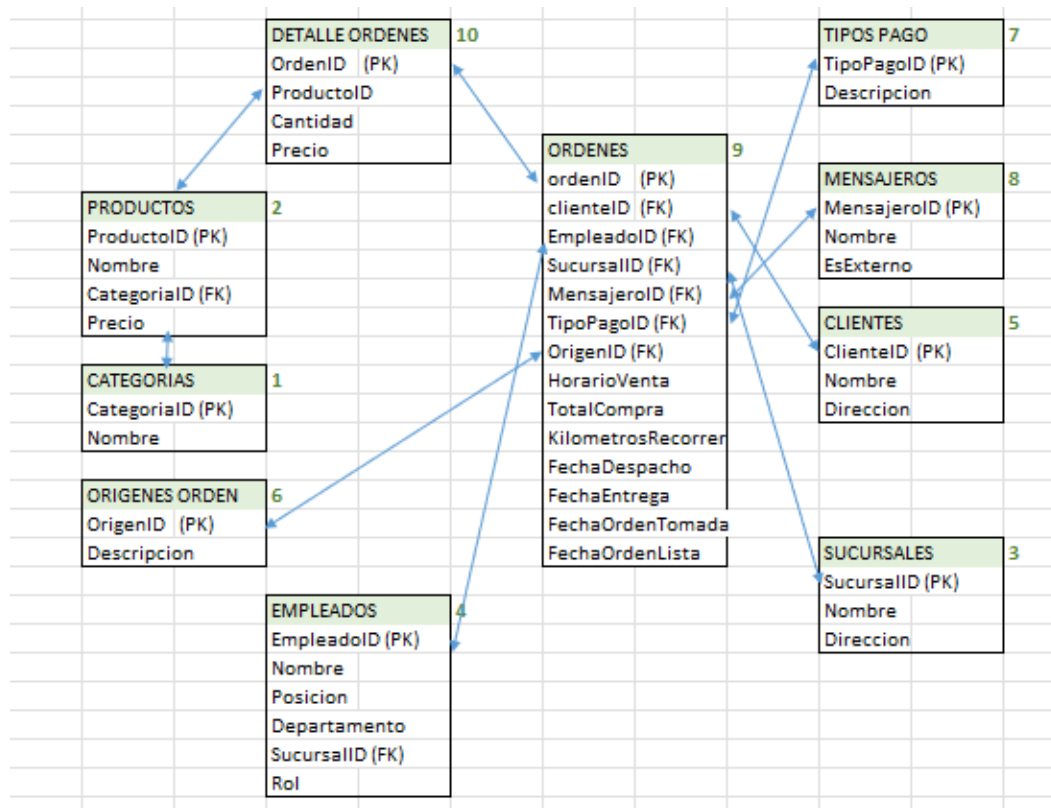 DETALLE ORDENES 10
OrdenID (PK)
ProductoID
Cantidad
Precio
TIPOS PAGO 7
TipoPagoID (PK)
Descripcion
ORDENES 9
ordenID (PK)
clienteID (FK)
EmpleadoID (FK)
SucursalID (FK)
MensajeroID (FK)
TipoPagoID (FK)
OrigenID (FK)
HorarioVenta
TotalCompra
KilometrosRecorrer
FechaDespacho
FechaEntrega
FechaOrdenTomada
FechaOrdenLista
MENSAJEROS 8
MensajeroID (PK)
Nombre
EsExterno
PRODUCTOS 2
ProductoID (PK)
Nombre
CategoriaID (FK)
Precio
CLIENTES 5
ClienteID (PK)
Nombre
Direccion
CATEGORIAS 1
CategoriaID (PK)
Nombre
ORIGENES ORDEN 6
OrigenID (PK)
Descripcion
SUCURSALES 3
SucursalID (PK)
Nombre
Direccion
EMPLEADOS 4
EmpleadoID (PK)
Nombre
Posicion
Departamento
SucursalID (FK)
Rol